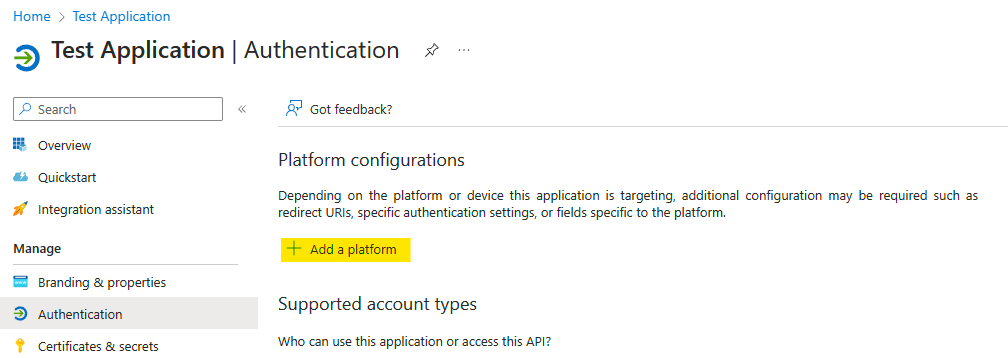 Home > Test Application
Test Application | Authentication
Search
Got feedback?
Overview
Quickstart
Integration assistant
Manage
Branding & properties
Authentication
Certificates & secrets
Platform configurations
Depending on the platform or device this application is targeting, additional configuration may be required such as
redirect URIs, specific authentication settings, or fields specific to the platform.
Add a platform
Supported account types
Who can use this application or access this API?